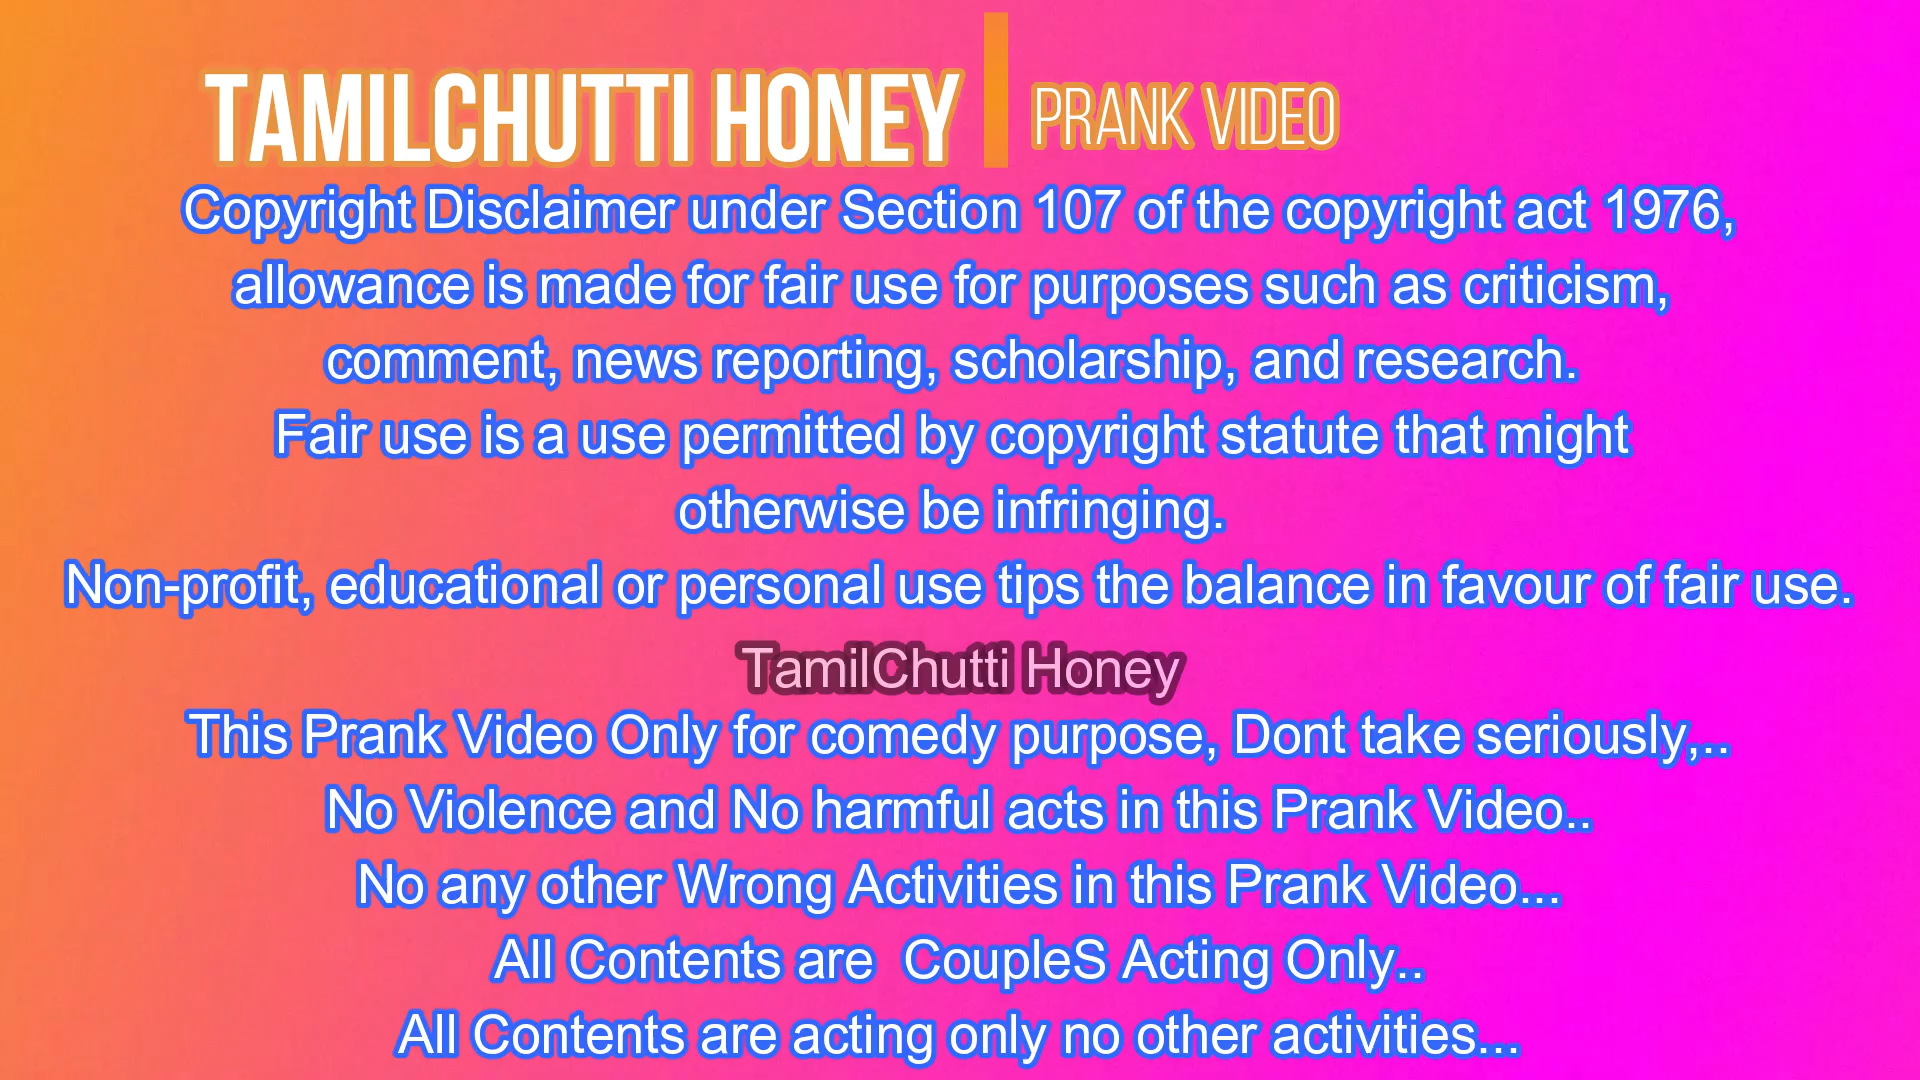 TAMILCHUTTI HONEY PRANK VIDEO
Copyright Disclaimer under Section 107 of the copyright act 1976,
allowance is made for fair use for purposes such as criticism,
comment, news reporting, scholarship, and research.
Fair use is a use permitted by copyright statute that might
otherwise be infringing.
Non-profit, educational or personal use tips the balance in favour of fair use.
TamilChutti Honey
This Prank Video Only for comedy purpose, Dont take seriously,..
No Violence and No harmful acts in this Prank Video..
No any other Wrong Activities in this Prank Video...
All Contents are  CoupleS Acting Only..
All Contents are acting only no other activities...